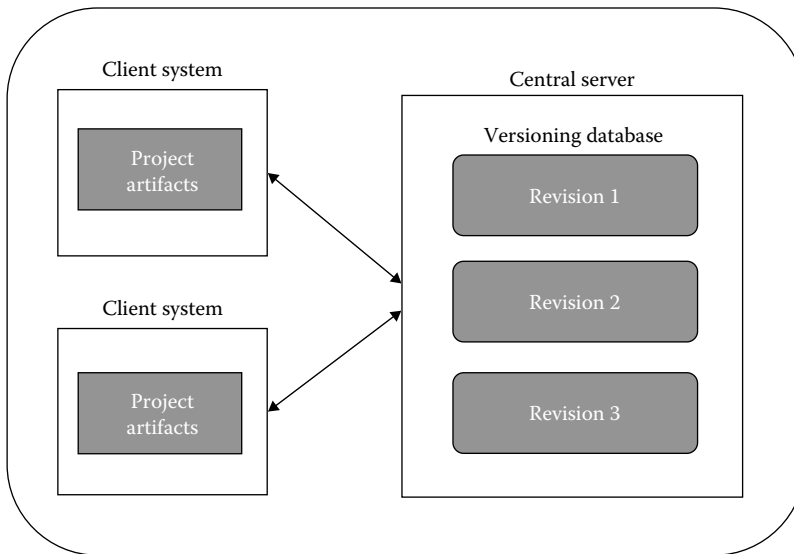 Client system
Project
artifacts
Client system
Project
artifacts
Central server
Versioning database
Revision 1
Revision 2
Revision 3